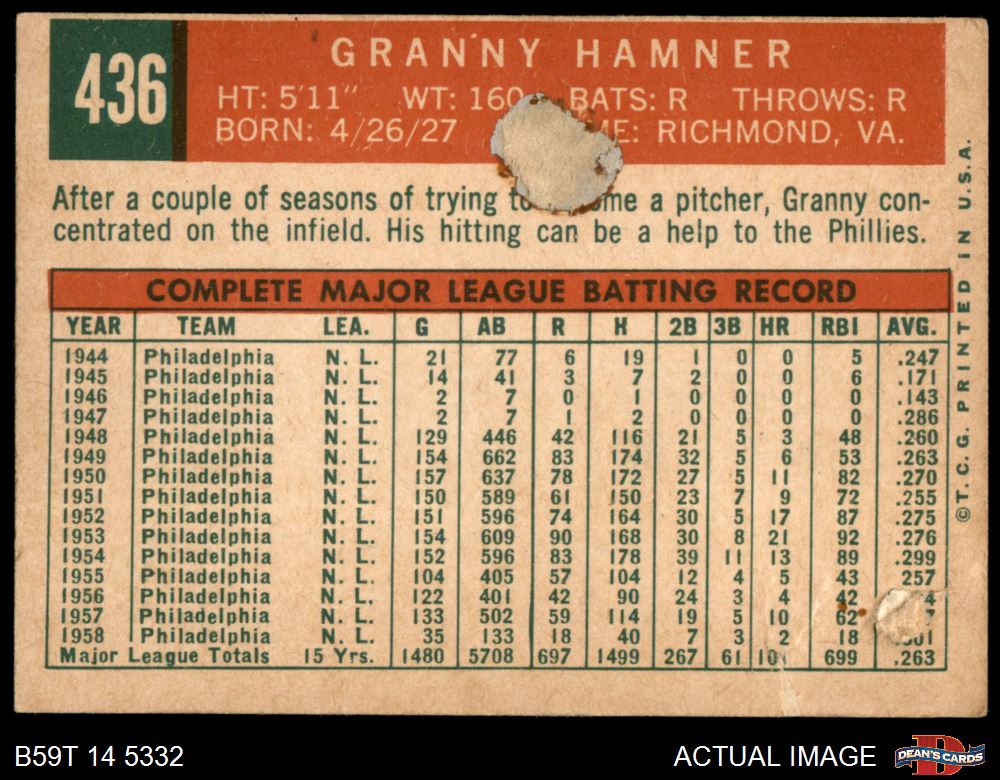 436
GRANNY HAMNER
HT: 5'11" WT: 160 BATS: R THROWS: R
BORN: 4/26/27 ME: RICHMOND, VA.
After a couple of seasons of trying to me a pitcher, Granny con-
centrated on the infield. His hitting can be a help to the Phillies.
COMPLETE MAJOR LEAGUE BATTING RECORD
YEAR TEAM LEA. G AB R H 2B 3B HR RBI AVG.
1944 Philadelphia N. L. 21 77 6 19 1 0 0 5 .247
1945 Philadelphia N. L. 14 41 3 7 2 0 0 6 .171
1946 Philadelphia N. L. 2 7 0 1 0 0 0 0 .143
1947 Philadelphia N. L. 2 7 1 2 0 0 0 0 .286
1948 Philadelphia N. L. 129 446 42 116 21 5 3 48 .260
1949 Philadelphia N. L. 154 662 83 174 32 5 6 53 .263
1950 Philadelphia N. L. 157 637 78 172 27 5 11 82 .270
1951 Philadelphia N. L. 150 589 61 150 23 7 9 72 .255
1952 Philadelphia N. L. 151 596 74 164 30 5 17 87 .275
1953 Philadelphia N. L. 154 609 90 168 30 8 21 92 .276
1954 Philadelphia N. L. 152 596 83 178 39 11 13 89 .299
1955 Philadelphia N. L. 104 405 57 104 12 4 5 43 257
1956 Philadelphia N. L. 122 401 42 90 24 3 4 42 4
1957 Philadelphia N. L. 133 502 59 114 19 5 10 62 7
1958 Philadelphia N. L. 35 133 18 40 7 3 2 18 .301
Major League Totals 15 Yrs. 1480 5708 697 1499 267 61 101 699 .263
© T. C. G. PRINTED IN U. S. A.
B59T 14 5332
ACTUAL IMAGE
DEAN'S CARDS